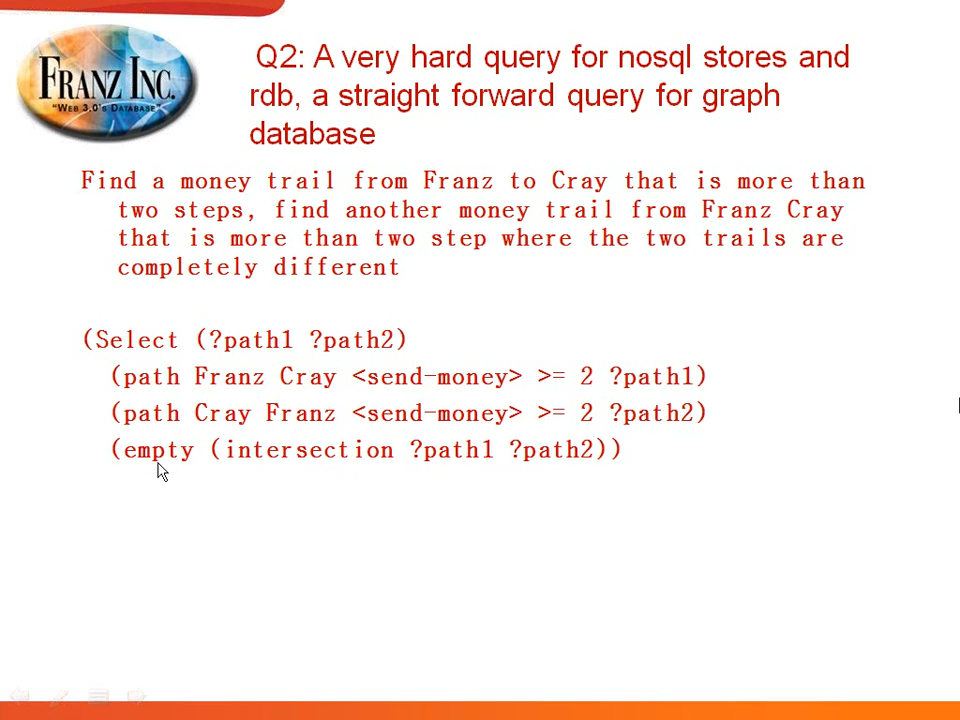 FRANZ INC.
"WEB 3.0'S DATABASE"
Q2: A very hard query for nosql stores and
rdb, a straight forward query for graph
database
Find a money trail from Franz to Cray that is more than
two steps, find another money trail from Franz Cray
that is more than two step where the two trails are
completely different
(Select (?path1 ?path2)
(path Franz Cray <send-money> >= 2 ?path1)
(path Cray Franz <send-money> >= 2 ?path2)
(empty (intersection ?path1 ?path2))